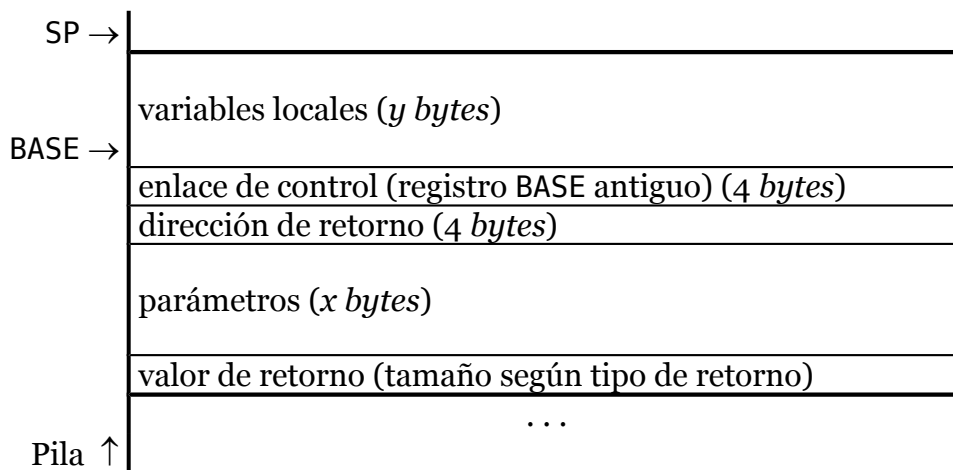 SP →
variables locales (y bytes)
BASE →
enlace de control (registro BASE antiguo) (4 bytes)
dirección de retorno (4 bytes)
parámetros (x bytes)
valor de retorno (tamaño según tipo de retorno)
...
Pila ↑